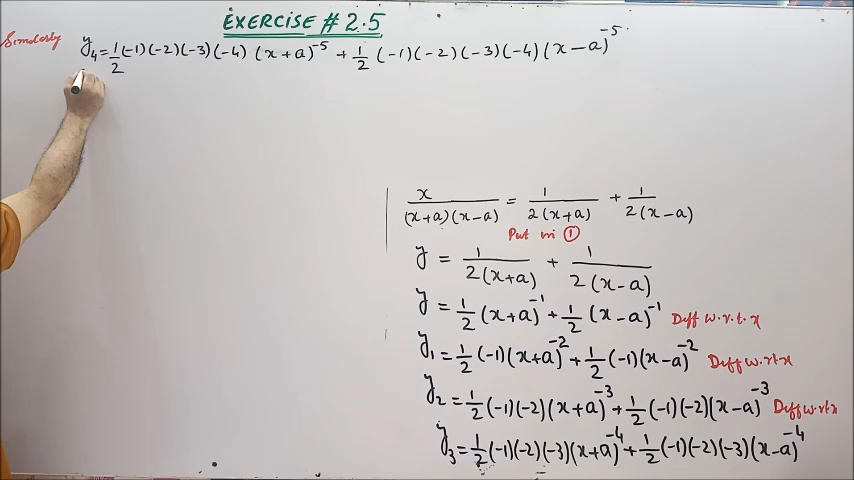 EXERCISE # 2.5
Similarly y₄ = 1/2 (-1)(-2)(-3)(-4) (x+a)⁻⁵ + 1/2 (-1)(-2)(-3)(-4)(x-a)⁻⁵
x/((x+a)(x-a)) = 1/(2(x+a)) + 1/(2(x-a))
Put in ①
y = 1/(2(x+a)) + 1/(2(x-a))
y = 1/2 (x+a)⁻¹ + 1/2 (x-a)⁻¹ Diff w.r.t.x
y₁ = 1/2 (-1)(x+a)⁻² + 1/2 (-1)(x-a)⁻² Diff w.r.t.x
y₂ = 1/2 (-1)(-2)(x+a)⁻³ + 1/2 (-1)(-2)(x-a)⁻³ Diff w.r.t.x
y₃ = 1/2 (-1)(-2)(-3)(x+a)⁻⁴ + 1/2 (-1)(-2)(-3)(x-a)⁻⁴